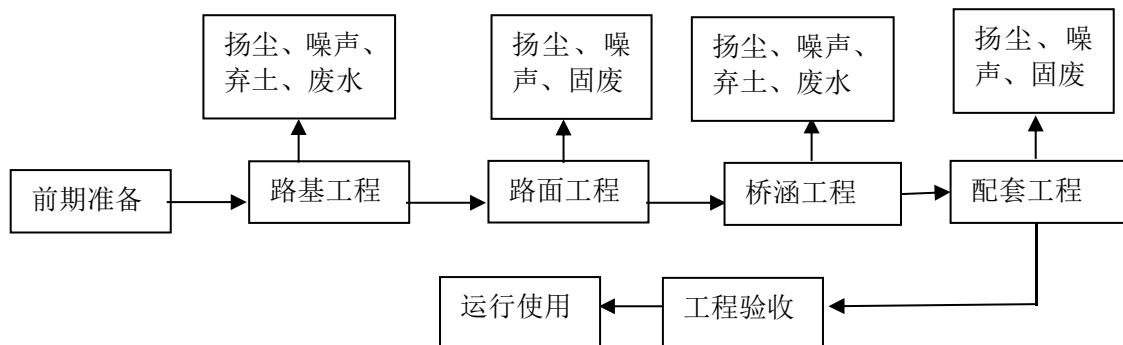 扬尘、噪声、
弃土、废水
扬尘、噪
声、固废
扬尘、噪声、
弃土、废水
扬尘、噪
声、固废
前期准备
路基工程
路面工程
桥涵工程
配套工程
运行使用
工程验收